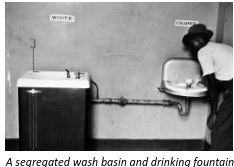 WHITE
COLORED
A segregated wash basin and drinking fountain